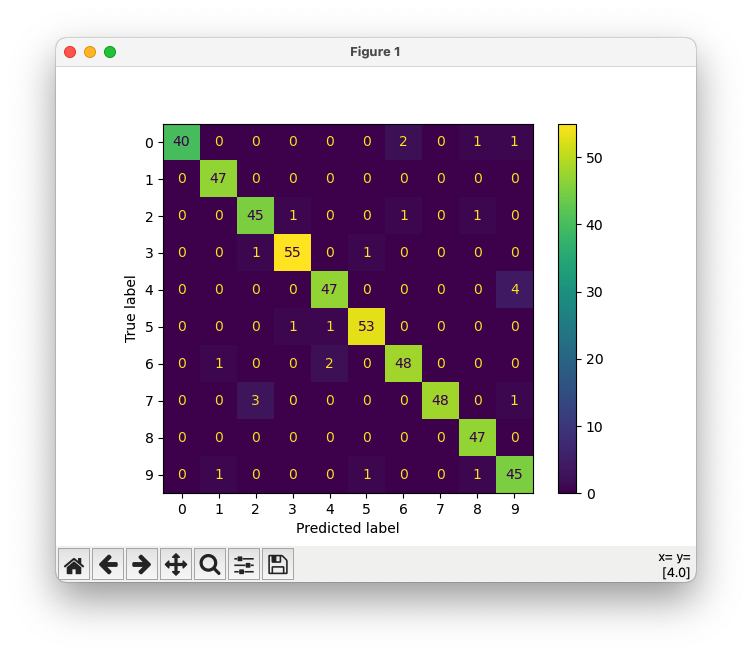 Figure 1
0 40 0 0 0 0 0 2 0 1 1
1 0 47 0 0 0 0 0 0 0 0
2 0 0 45 1 0 0 1 0 1 0
3 0 0 1 55 0 1 0 0 0 0
4 0 0 0 0 47 0 0 0 0 4
5 0 0 0 1 1 53 0 0 0 0
6 0 1 0 0 2 0 48 0 0 0
7 0 0 3 0 0 0 0 48 0 1
8 0 0 0 0 0 0 0 0 47 0
9 0 1 0 0 0 1 0 0 1 45
True label
0 1 2 3 4 5 6 7 8 9
Predicted label
50
40
30
20
10
0
x= y=
[4.0]